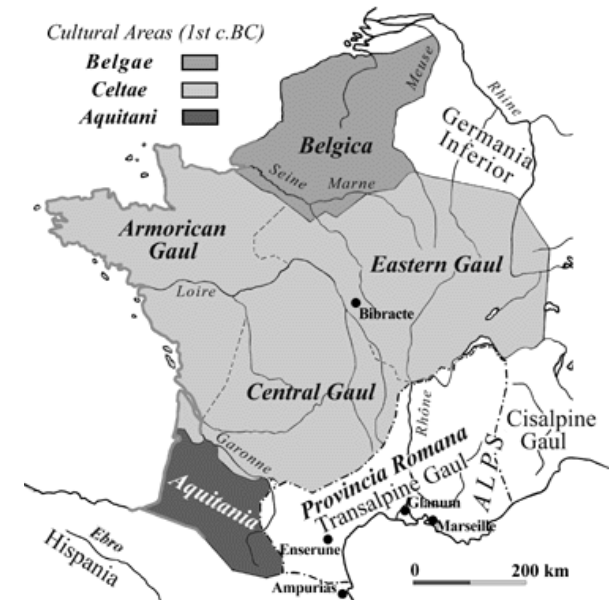 Cultural Areas (1st c.BC)
Belgae
Celtae
Aquitani
Meuse
Rhine
Germania
Inferior
Belgica
Seine
Marne
Armorican
Gaul
Eastern Gaul
Loire
Bibracte
Central Gaul
Rhône
Cisalpine
Gaul
ALPS
Garonne
Provincia Romana
Transalpine Gaul
Aquitania
Glanum
Marseille
Ebro
Hispania
Enserune
Ampurias
0
200 km